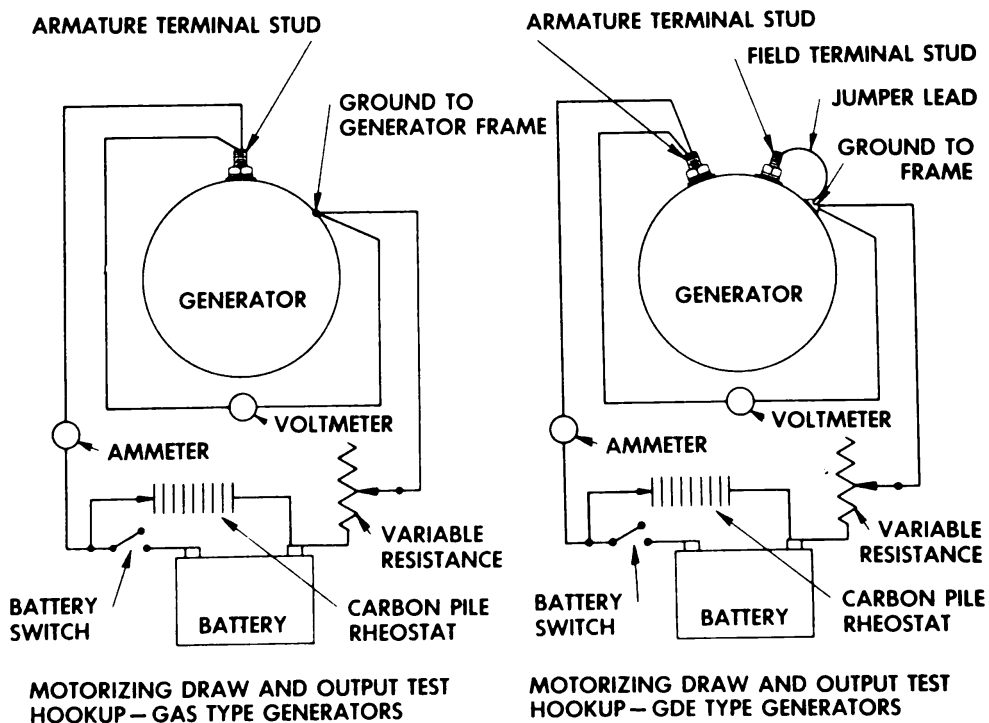 ARMATURE TERMINAL STUD
GROUND TO
GENERATOR FRAME
GENERATOR
VOLTMETER
AMMETER
VARIABLE
RESISTANCE
BATTERY
SWITCH
BATTERY
CARBON PILE
RHEOSTAT
MOTORIZING DRAW AND OUTPUT TEST
HOOKUP—GAS TYPE GENERATORS
ARMATURE TERMINAL STUD
FIELD TERMINAL STUD
JUMPER LEAD
GROUND TO
FRAME
GENERATOR
VOLTMETER
AMMETER
VARIABLE
RESISTANCE
BATTERY
SWITCH
BATTERY
CARBON PILE
RHEOSTAT
MOTORIZING DRAW AND OUTPUT TEST
HOOKUP—GDE TYPE GENERATORS